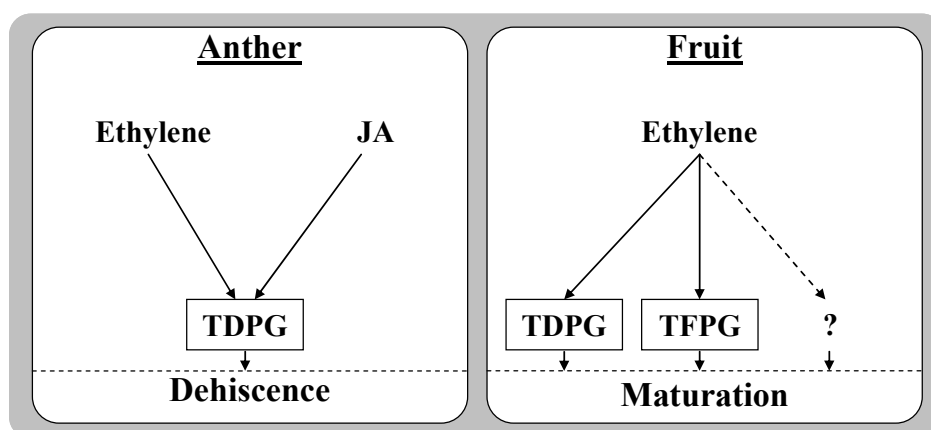 Anther
Ethylene JA
TDPG
Dehiscence
Fruit
Ethylene
TDPG TFPG ?
Maturation